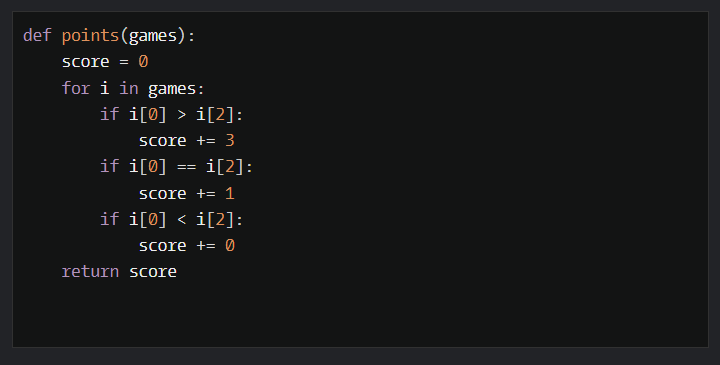 def points(games):
    score = 0
    for i in games:
        if i[0] > i[2]:
            score += 3
        if i[0] == i[2]:
            score += 1
        if i[0] < i[2]:
            score += 0
    return score